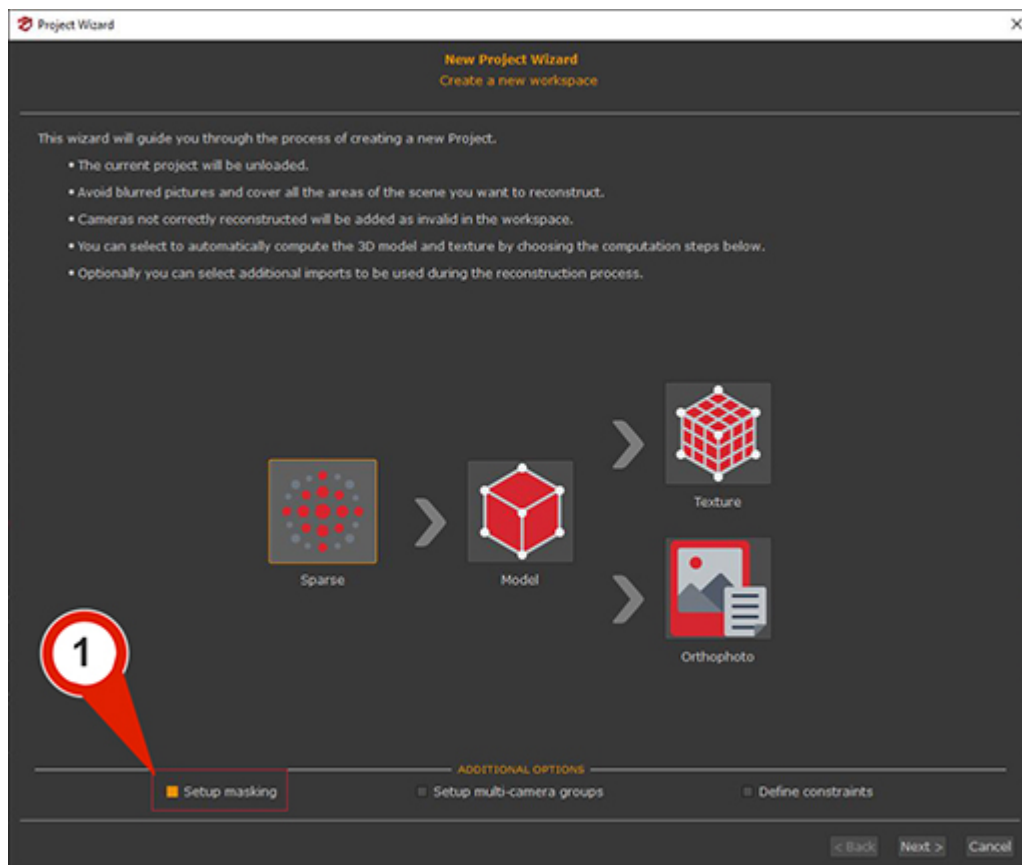 Project Wizard
New Project Wizard
Create a new workspace
This wizard will guide you through the process of creating a new Project.
• The current project will be unloaded.
• Avoid blurred pictures and cover all the areas of the scene you want to reconstruct.
• Cameras not correctly reconstructed will be added as invalid in the workspace.
• You can select to automatically compute the 3D model and texture by choosing the computation steps below.
• Optionally you can select additional imports to be used during the reconstruction process.
Texture
Sparse
Model
Orthophoto
1
ADDITIONAL OPTIONS
Setup masking
Setup multi-camera groups
Define constraints
< Back
Next >
Cancel